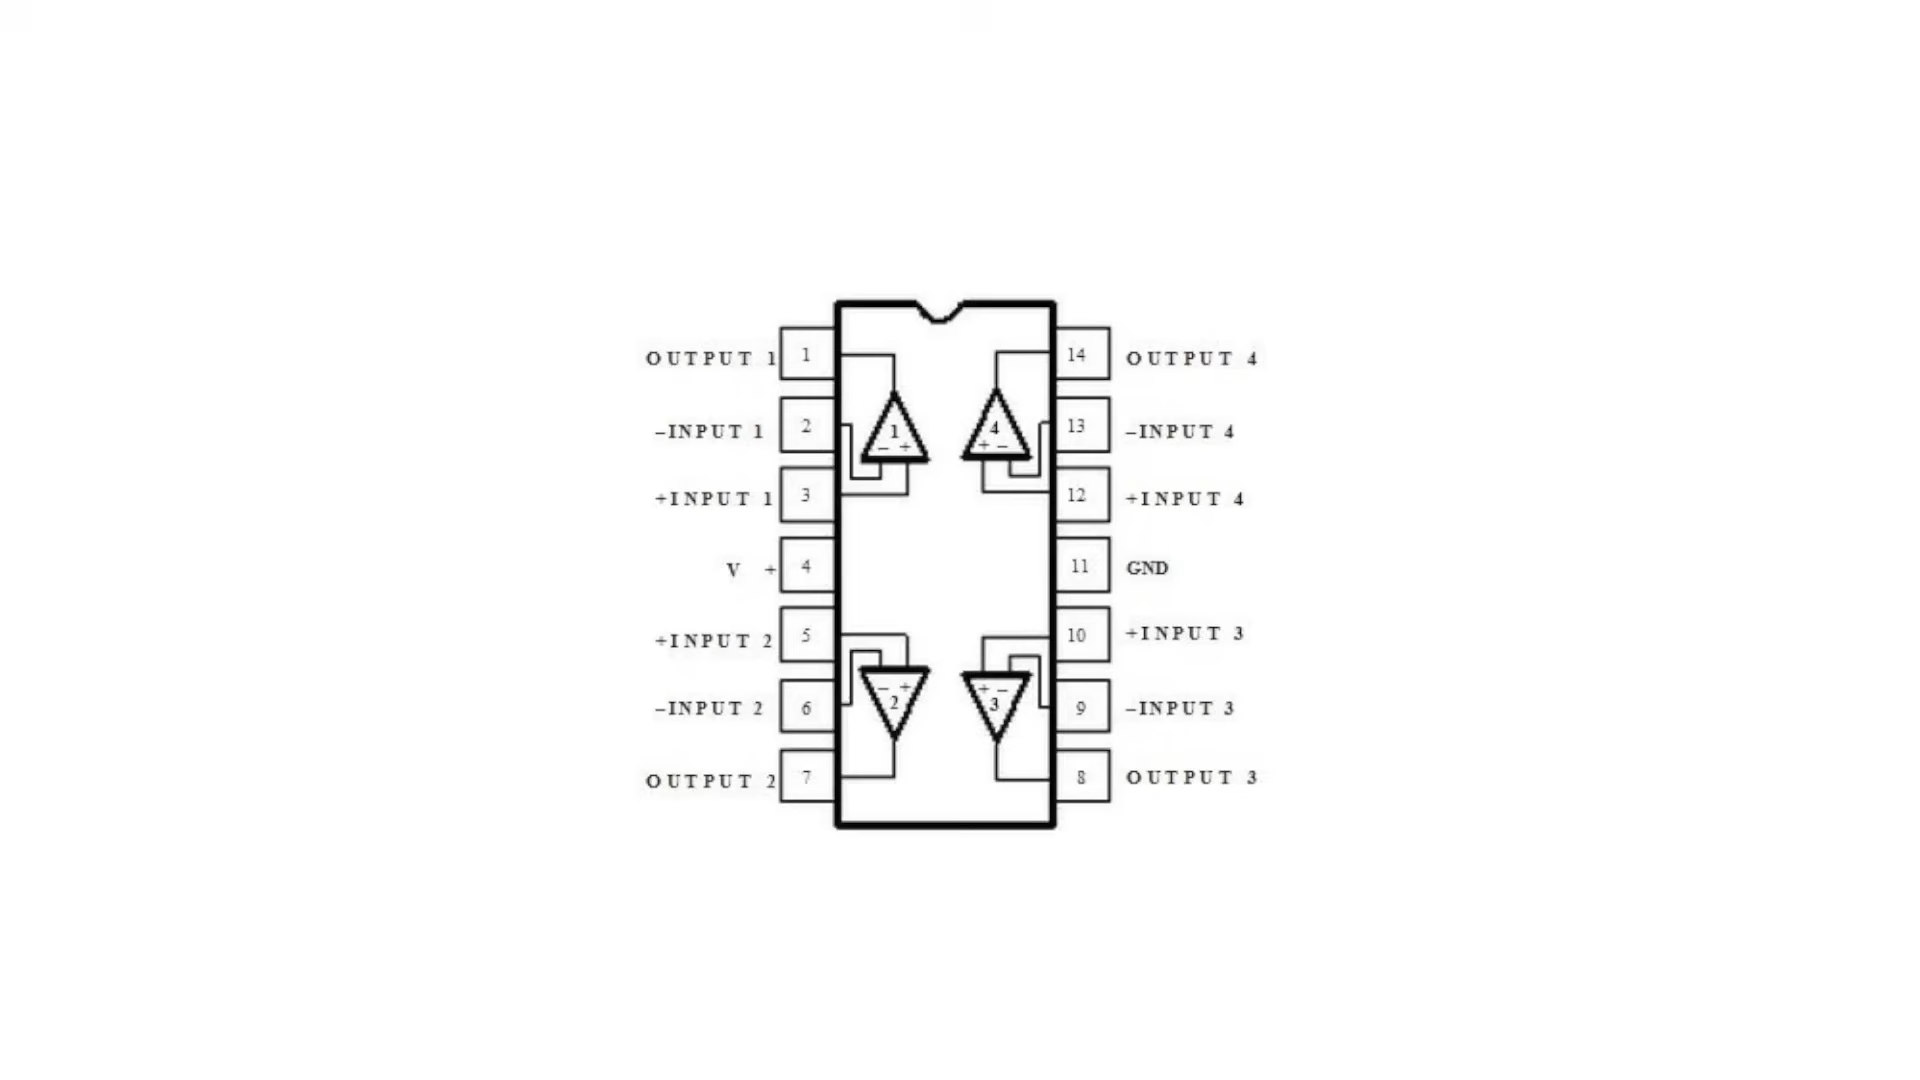 OUTPUT 1 1 14 OUTPUT 4
–INPUT 1 2 1 4 13 –INPUT 4
– + + –
+INPUT 1 3 12 +INPUT 4
V + 4 11 GND
+INPUT 2 5 10 +INPUT 3
– + + –
–INPUT 2 6 2 3 9 –INPUT 3
OUTPUT 2 7 8 OUTPUT 3